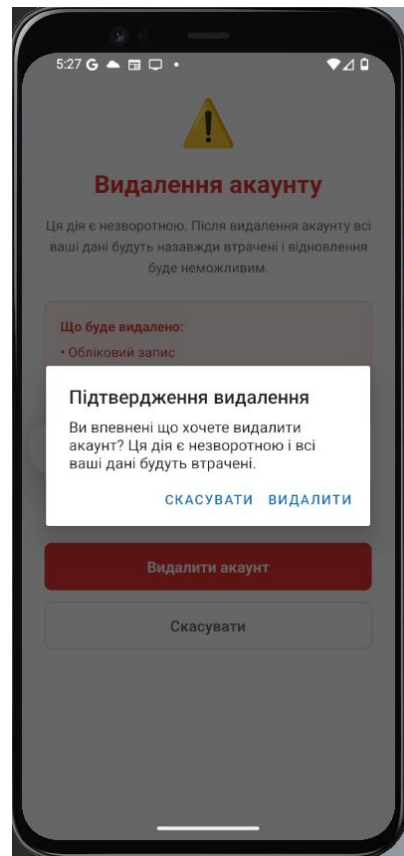 5:27 G
Видалення акаунту
Ця дія є незворотною. Після видалення акаунту всі
ваші дані будуть назавжди втрачені і відновлення
буде неможливим.
Що буде видалено:
• Обліковий запис
Підтвердження видалення
Ви впевнені що хочете видалити
акаунт? Ця дія є незворотною і всі
ваші дані будуть втрачені.
СКАСУВАТИ ВИДАЛИТИ
Видалити акаунт
Скасувати